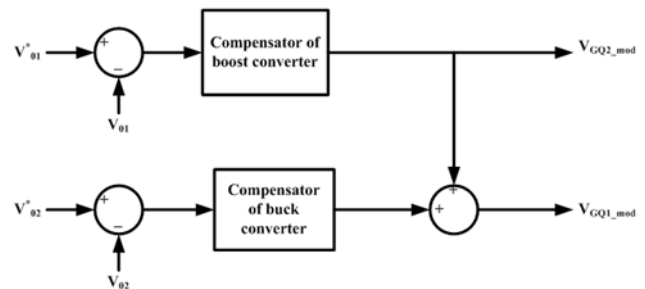 V*01
+
−
V01
Compensator of
boost converter
VGQ2_mod
V*02
+
−
V02
Compensator
of buck
converter
+
+
VGQ1_mod